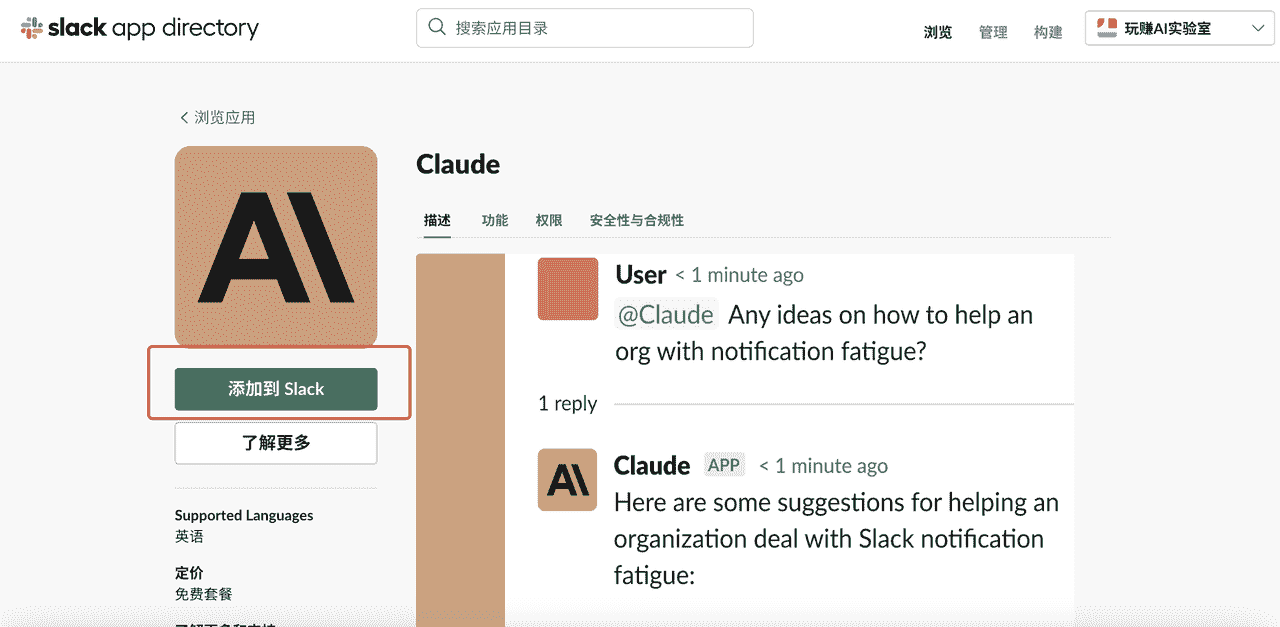 slack app directory
搜索应用目录
浏览
管理
构建
玩赚AI实验室
浏览应用
Claude
描述
功能
权限
安全性与合规性
A\
添加到 Slack
了解更多
Supported Languages
英语
定价
免费套餐
User < 1 minute ago
@Claude Any ideas on how to help an
org with notification fatigue?
1 reply
A\
Claude APP < 1 minute ago
Here are some suggestions for helping an
organization deal with Slack notification
fatigue: